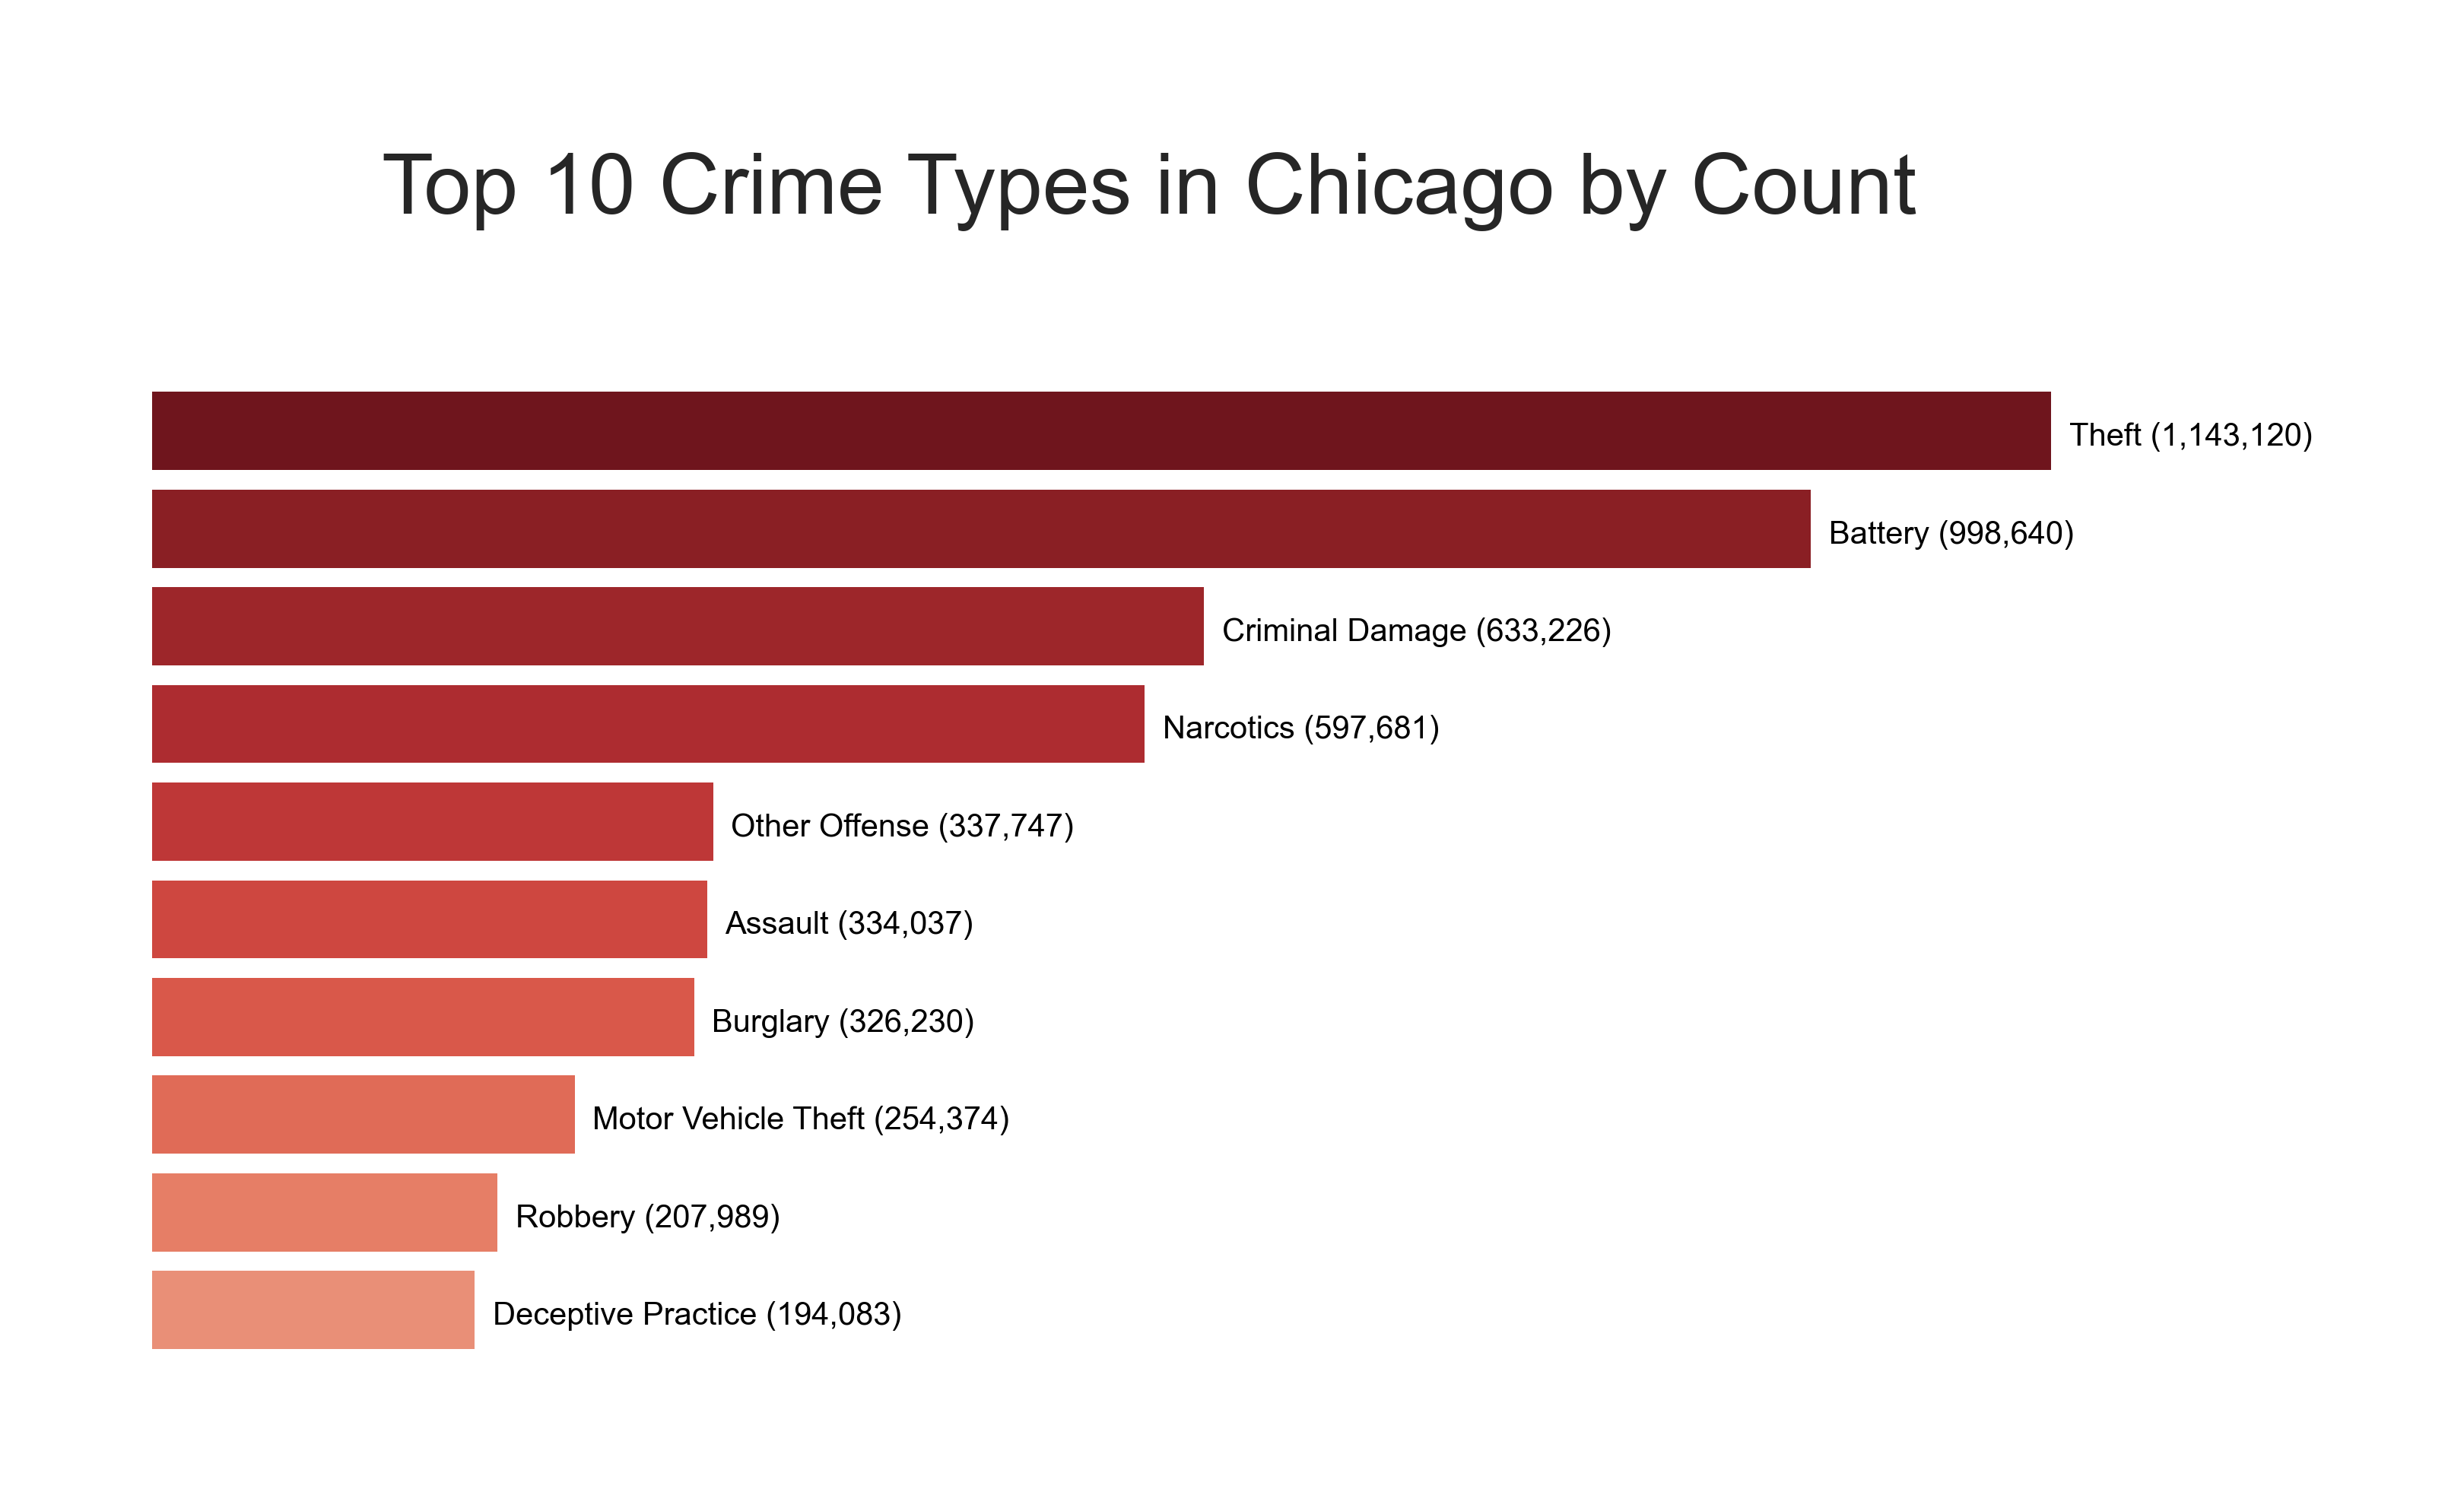 Top 10 Crime Types in Chicago by Count
Theft (1,143,120)
Battery (998,640)
Criminal Damage (633,226)
Narcotics (597,681)
Other Offense (337,747)
Assault (334,037)
Burglary (326,230)
Motor Vehicle Theft (254,374)
Robbery (207,989)
Deceptive Practice (194,083)